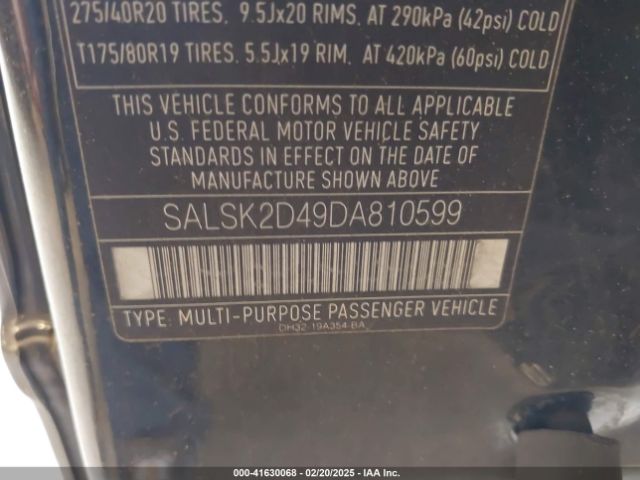 275/40R20 TIRES. 9.5Jx20 RIMS. AT 290kPa (42psi) COLD
T175/80R19 TIRES. 5.5Jx19 RIM. AT 420kPa (60psi) COLD
THIS VEHICLE CONFORMS TO ALL APPLICABLE
U.S. FEDERAL MOTOR VEHICLE SAFETY
STANDARDS IN EFFECT ON THE DATE OF
MANUFACTURE SHOWN ABOVE
SALSK2D49DA810599
TYPE: MULTI-PURPOSE PASSENGER VEHICLE
DH32-19A354-BA
000-41630068 - 02/20/2025 - IAA Inc.